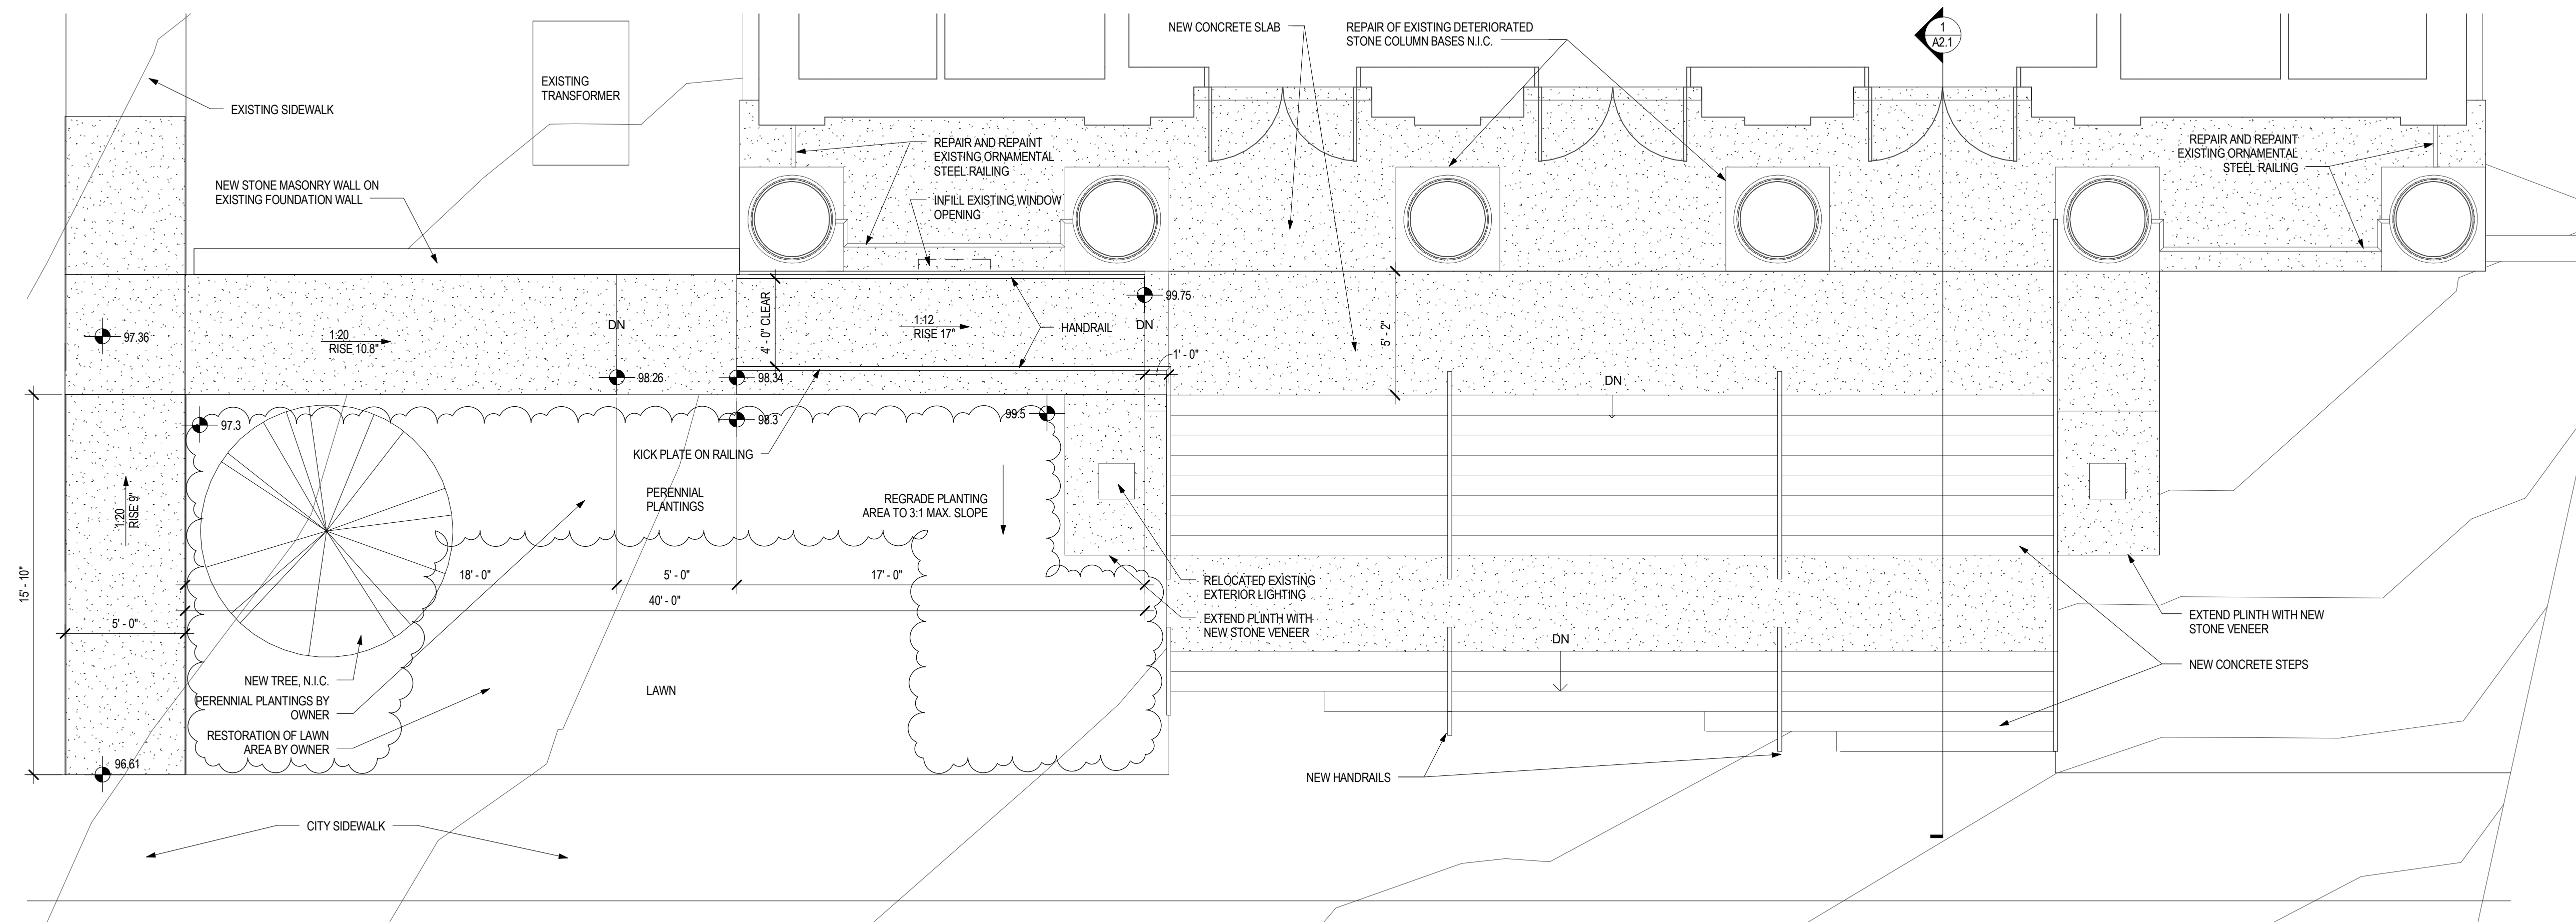 NEW CONCRETE SLAB
REPAIR OF EXISTING DETERIORATED
STONE COLUMN BASES N.I.C.
1
A2.1
EXISTING
TRANSFORMER
EXISTING SIDEWALK
REPAIR AND REPAINT
EXISTING ORNAMENTAL
STEEL RAILING
REPAIR AND REPAINT
EXISTING ORNAMENTAL
STEEL RAILING
NEW STONE MASONRY WALL ON
EXISTING FOUNDATION WALL
INFILL EXISTING WINDOW
OPENING
99.75
97.36
1:20
RISE 10.8"
DN
4' - 0" CLEAR
1:12
RISE 17"
HANDRAIL
DN
5' - 2"
1' - 0"
98.26
98.34
DN
97.3
98.3
99.5
KICK PLATE ON RAILING
1:20
RISE 9"
PERENNIAL
PLANTINGS
REGRADE PLANTING
AREA TO 3:1 MAX. SLOPE
15' - 10"
18' - 0"
5' - 0"
17' - 0"
40' - 0"
5' - 0"
RELOCATED EXISTING
EXTERIOR LIGHTING
EXTEND PLINTH WITH
NEW STONE VENEER
EXTEND PLINTH WITH NEW
STONE VENEER
DN
NEW CONCRETE STEPS
NEW TREE, N.I.C.
LAWN
PERENNIAL PLANTINGS BY
OWNER
RESTORATION OF LAWN
AREA BY OWNER
96.61
NEW HANDRAILS
CITY SIDEWALK